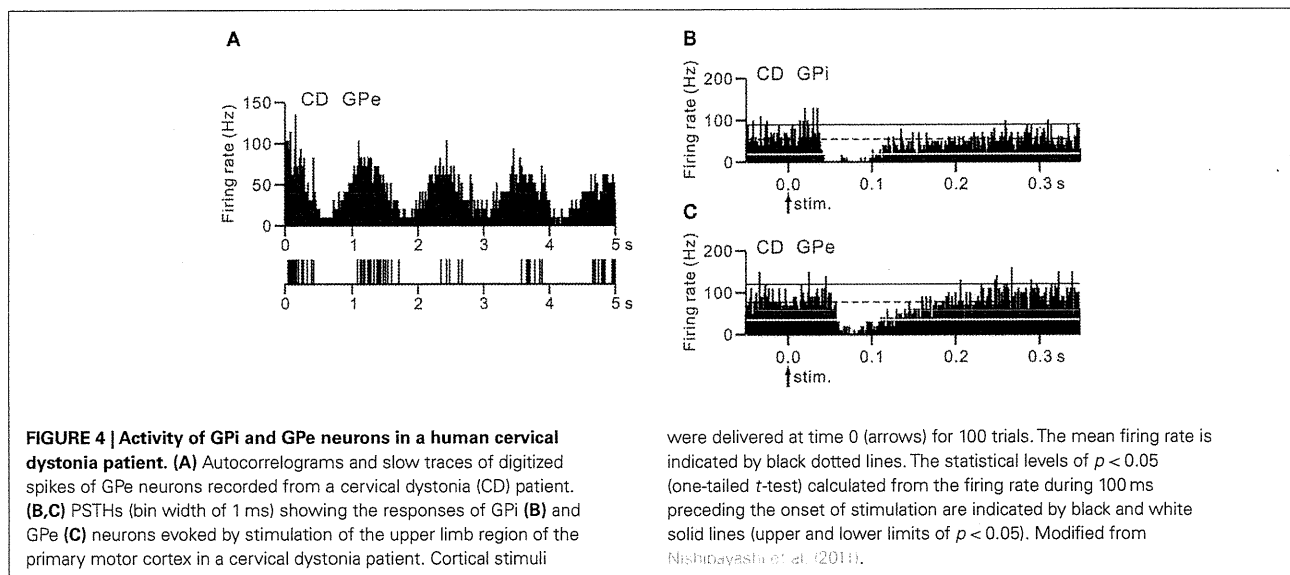 A
CD GPe
Firing rate (Hz)
150
100
50
0
0 1 2 3 4 5 s
0 1 2 3 4 5 s
B
CD GPi
Firing rate (Hz)
200
100
0
0.0 0.1 0.2 0.3 s
stim.
C
CD GPe
Firing rate (Hz)
200
100
0
0.0 0.1 0.2 0.3 s
stim.
FIGURE 4 | Activity of GPi and GPe neurons in a human cervical
dystonia patient. (A) Autocorrelograms and slow traces of digitized
spikes of GPe neurons recorded from a cervical dystonia (CD) patient.
(B,C) PSTHs (bin width of 1 ms) showing the responses of GPi (B) and
GPe (C) neurons evoked by stimulation of the upper limb region of the
primary motor cortex in a cervical dystonia patient. Cortical stimuli
were delivered at time 0 (arrows) for 100 trials. The mean firing rate is
indicated by black dotted lines. The statistical levels of p < 0.05
(one-tailed t-test) calculated from the firing rate during 100 ms
preceding the onset of stimulation are indicated by black and white
solid lines (upper and lower limits of p < 0.05). Modified from
Nishibayashi et al. (2011).